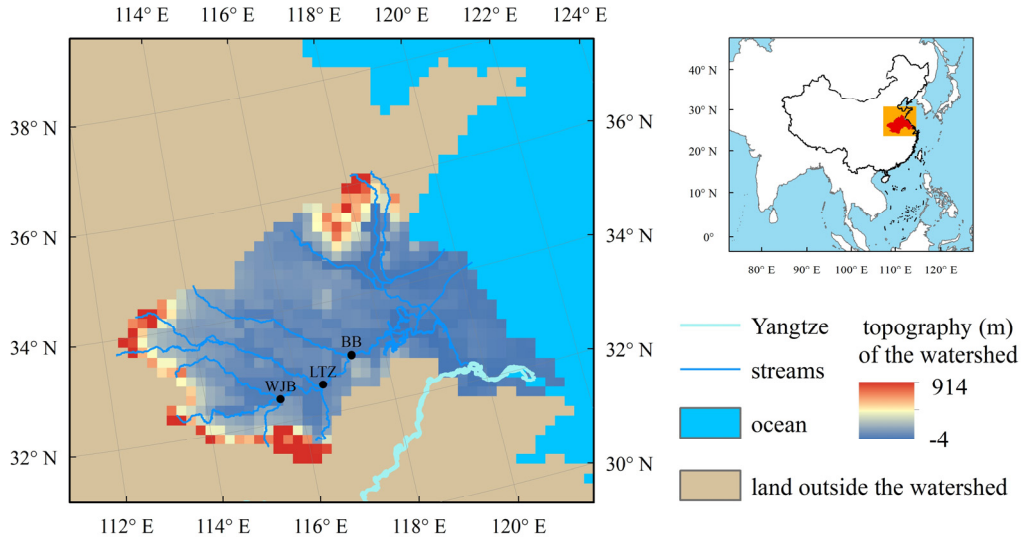 114° E
116° E
118° E
120° E
122° E
124° E
38° N
36° N
34° N
32° N
36° N
34° N
32° N
30° N
BB
LTZ
WJB
112° E
114° E
115° E
116° E
118° E
120° E
40° N
30° N
20° N
10° N
0°
80° E
90° E
100° E
110° E
120° E
Yangtze
streams
ocean
land outside the watershed
topography (m)
of the watershed
914
-4